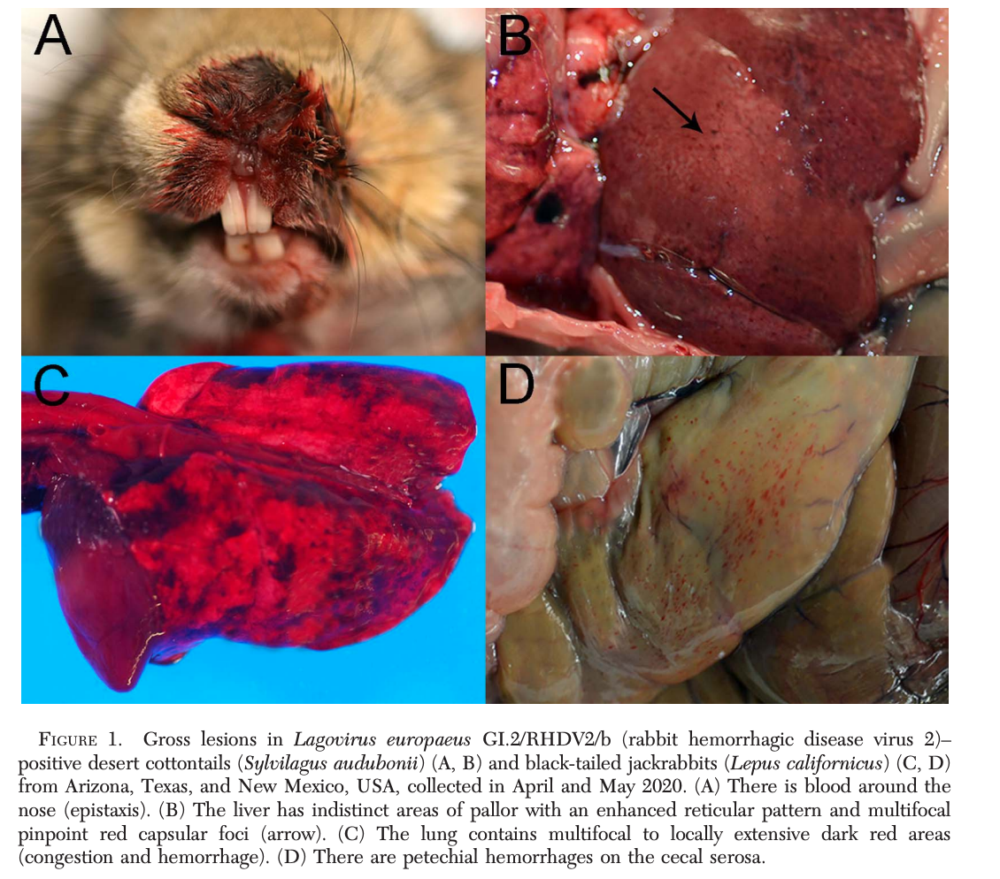 A
B
C
D
FIGURE 1. Gross lesions in Lagovirus europaeus GI.2/RHDV2/b (rabbit hemorrhagic disease virus 2)–
positive desert cottontails (Sylvilagus audubonii) (A, B) and black-tailed jackrabbits (Lepus californicus) (C, D)
from Arizona, Texas, and New Mexico, USA, collected in April and May 2020. (A) There is blood around the
nose (epistaxis). (B) The liver has indistinct areas of pallor with an enhanced reticular pattern and multifocal
pinpoint red capsular foci (arrow). (C) The lung contains multifocal to locally extensive dark red areas
(congestion and hemorrhage). (D) There are petechial hemorrhages on the cecal serosa.